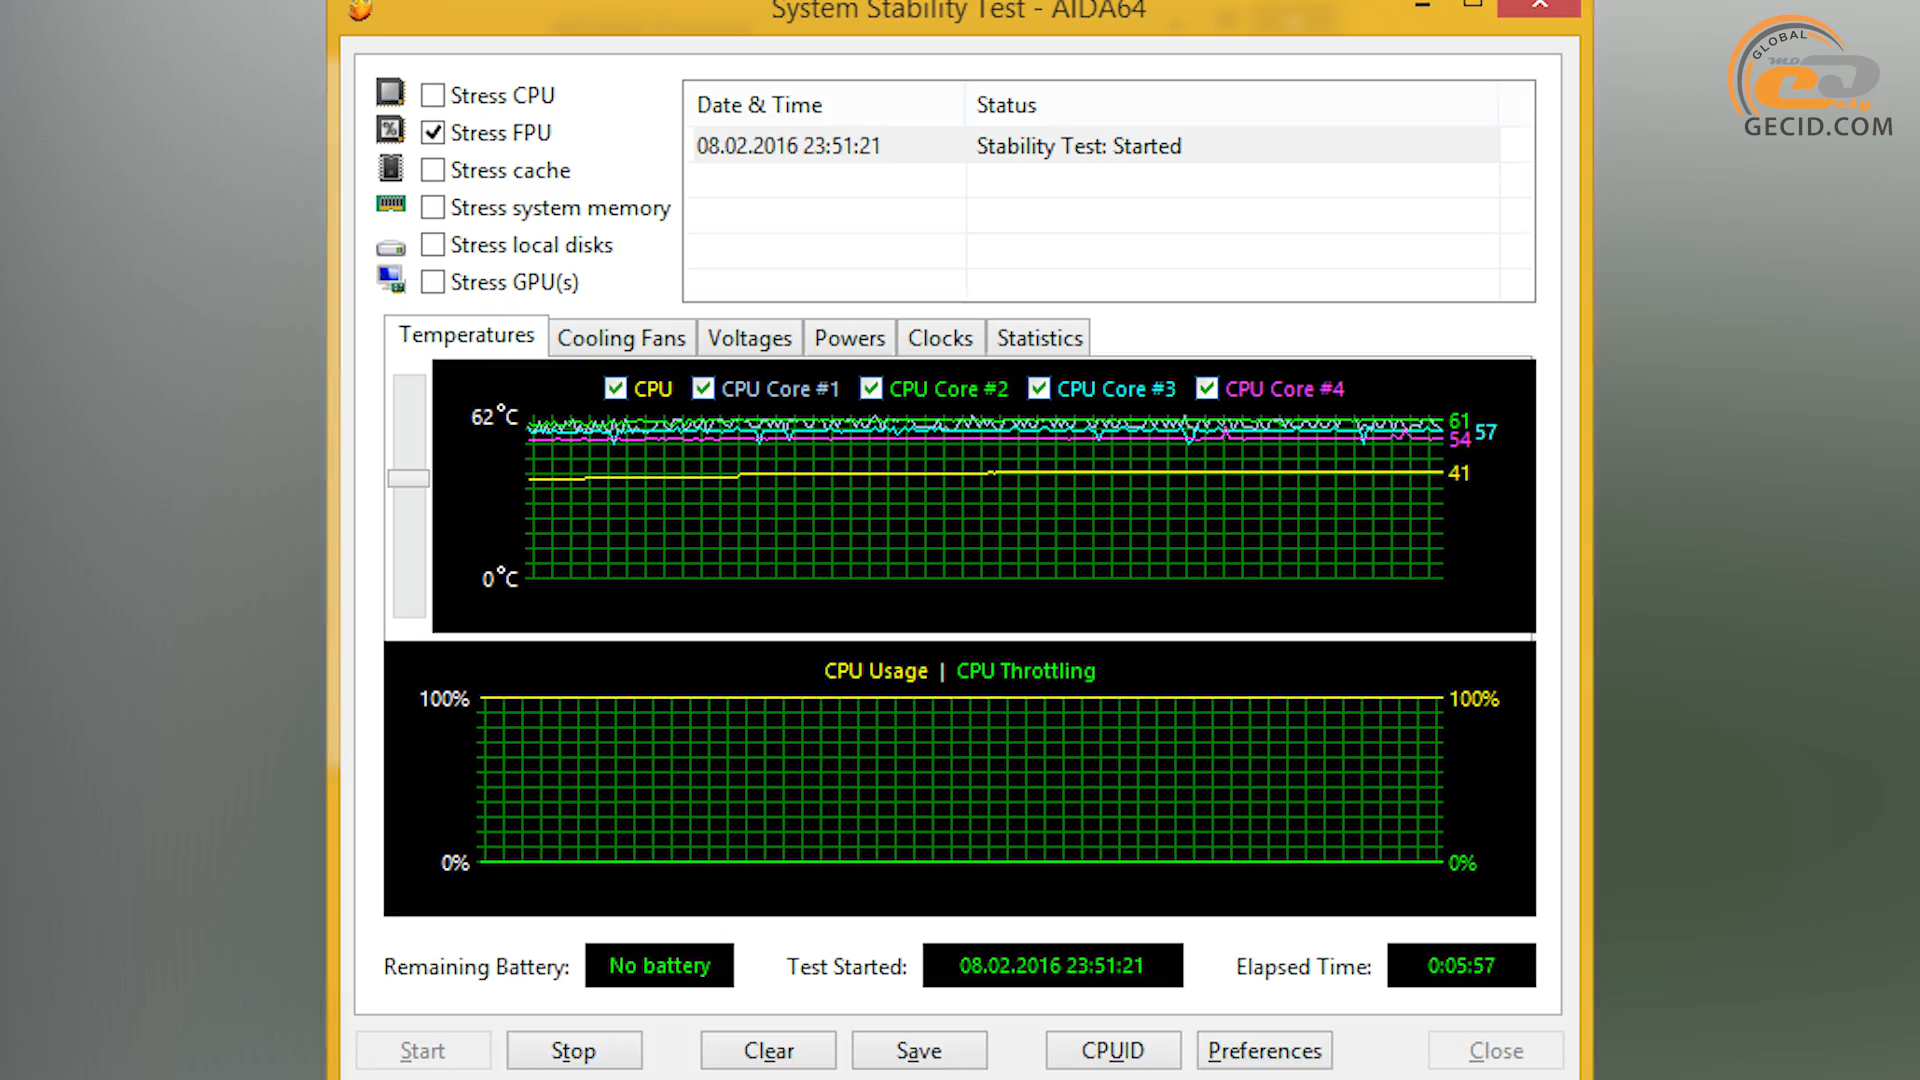 System Stability Test - AIDA64
GLOBAL
GECID.COM
Stress CPU
Stress FPU
Stress cache
Stress system memory
Stress local disks
Stress GPU(s)
Date & Time Status
08.02.2016 23:51:21 Stability Test: Started
Temperatures Cooling Fans Voltages Powers Clocks Statistics
CPU CPU Core #1 CPU Core #2 CPU Core #3 CPU Core #4
62°C
61
54 57
41
0°C
CPU Usage | CPU Throttling
100% 100%
0% 0%
Remaining Battery: No battery Test Started: 08.02.2016 23:51:21 Elapsed Time: 0:05:57
Start Stop Clear Save CPUID Preferences Close